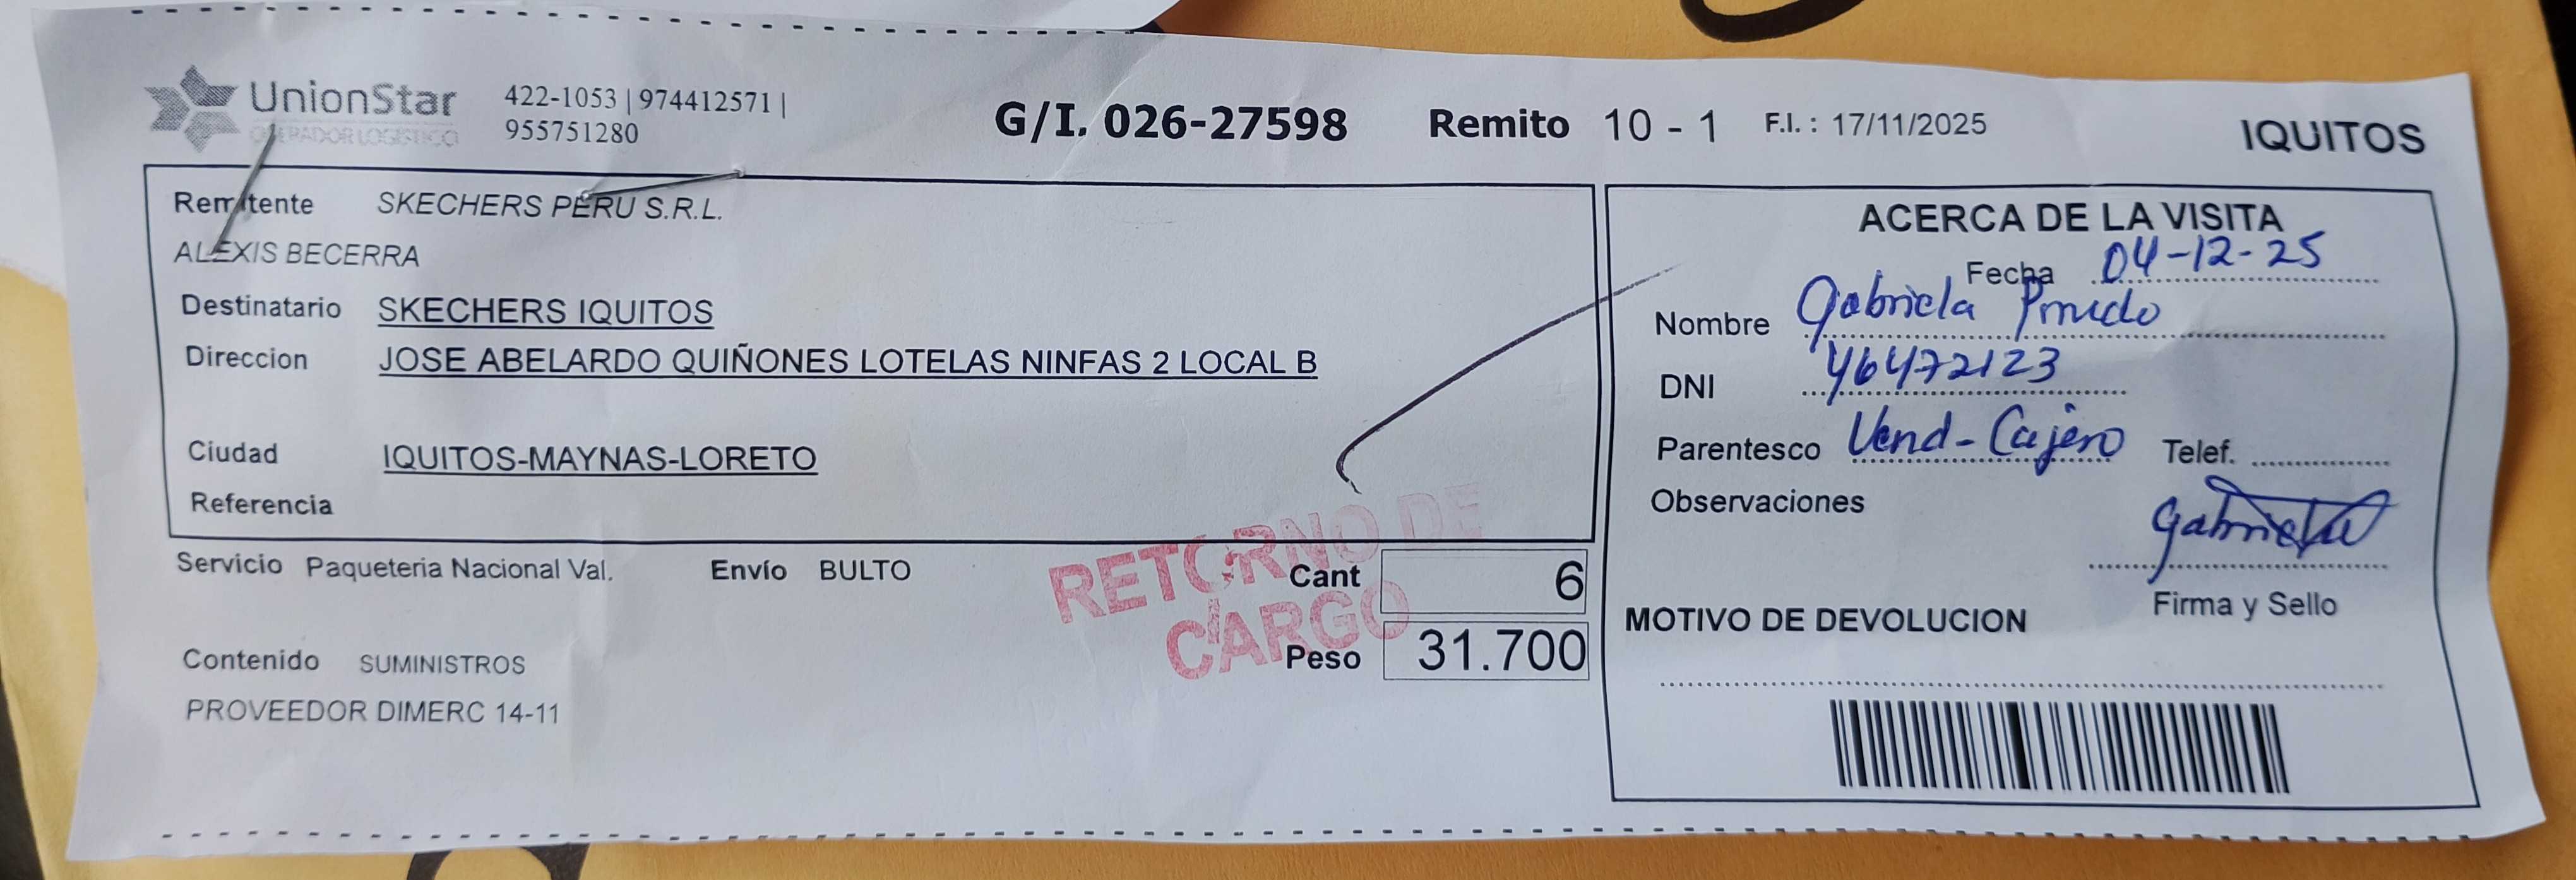 UnionStar
OPERADOR LOGISTICO
422-1053 | 974412571 |
955751280
G/I. 026-27598 Remito 10 - 1 F.I. : 17/11/2025
IQUITOS
Remitente SKECHERS PERU S.R.L.
ALEXIS BECERRA
Destinatario SKECHERS IQUITOS
Direccion JOSE ABELARDO QUIÑONES LOTELAS NINFAS 2 LOCAL B
Ciudad IQUITOS-MAYNAS-LORETO
Referencia
Servicio Paqueteria Nacional Val. Envío BULTO
Cant 6
Peso 31.700
RETORNO DE
CARGO
Contenido SUMINISTROS
PROVEEDOR DIMERC 14-11
ACERCA DE LA VISITA
Fecha 04-12-25
Nombre Gabriela
DNI 46472123
Parentesco Vend-Cajero Telef.
Observaciones
Gabriela
Firma y Sello
MOTIVO DE DEVOLUCION